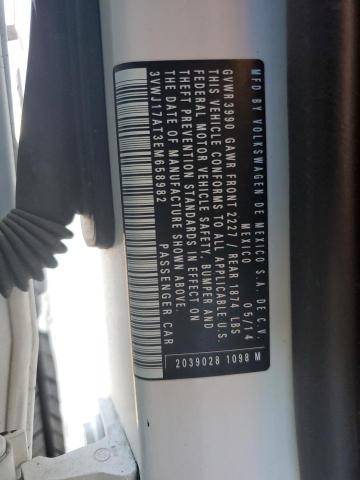 MFD BY VOLKSWAGEN DE MEXICO S.A. DE C.V.
MEXICO 05/14
GVWR 3990 GAWR FRONT 2227 / REAR 1874 LBS
THIS VEHICLE CONFORMS TO ALL APPLICABLE U.S.
FEDERAL MOTOR VEHICLE SAFETY, BUMPER AND
THEFT PREVENTION STANDARDS IN EFFECT ON
THE DATE OF MANUFACTURE SHOWN ABOVE.
3VWJ17AT3EM658982 PASSENGER CAR
2039028 1098 M